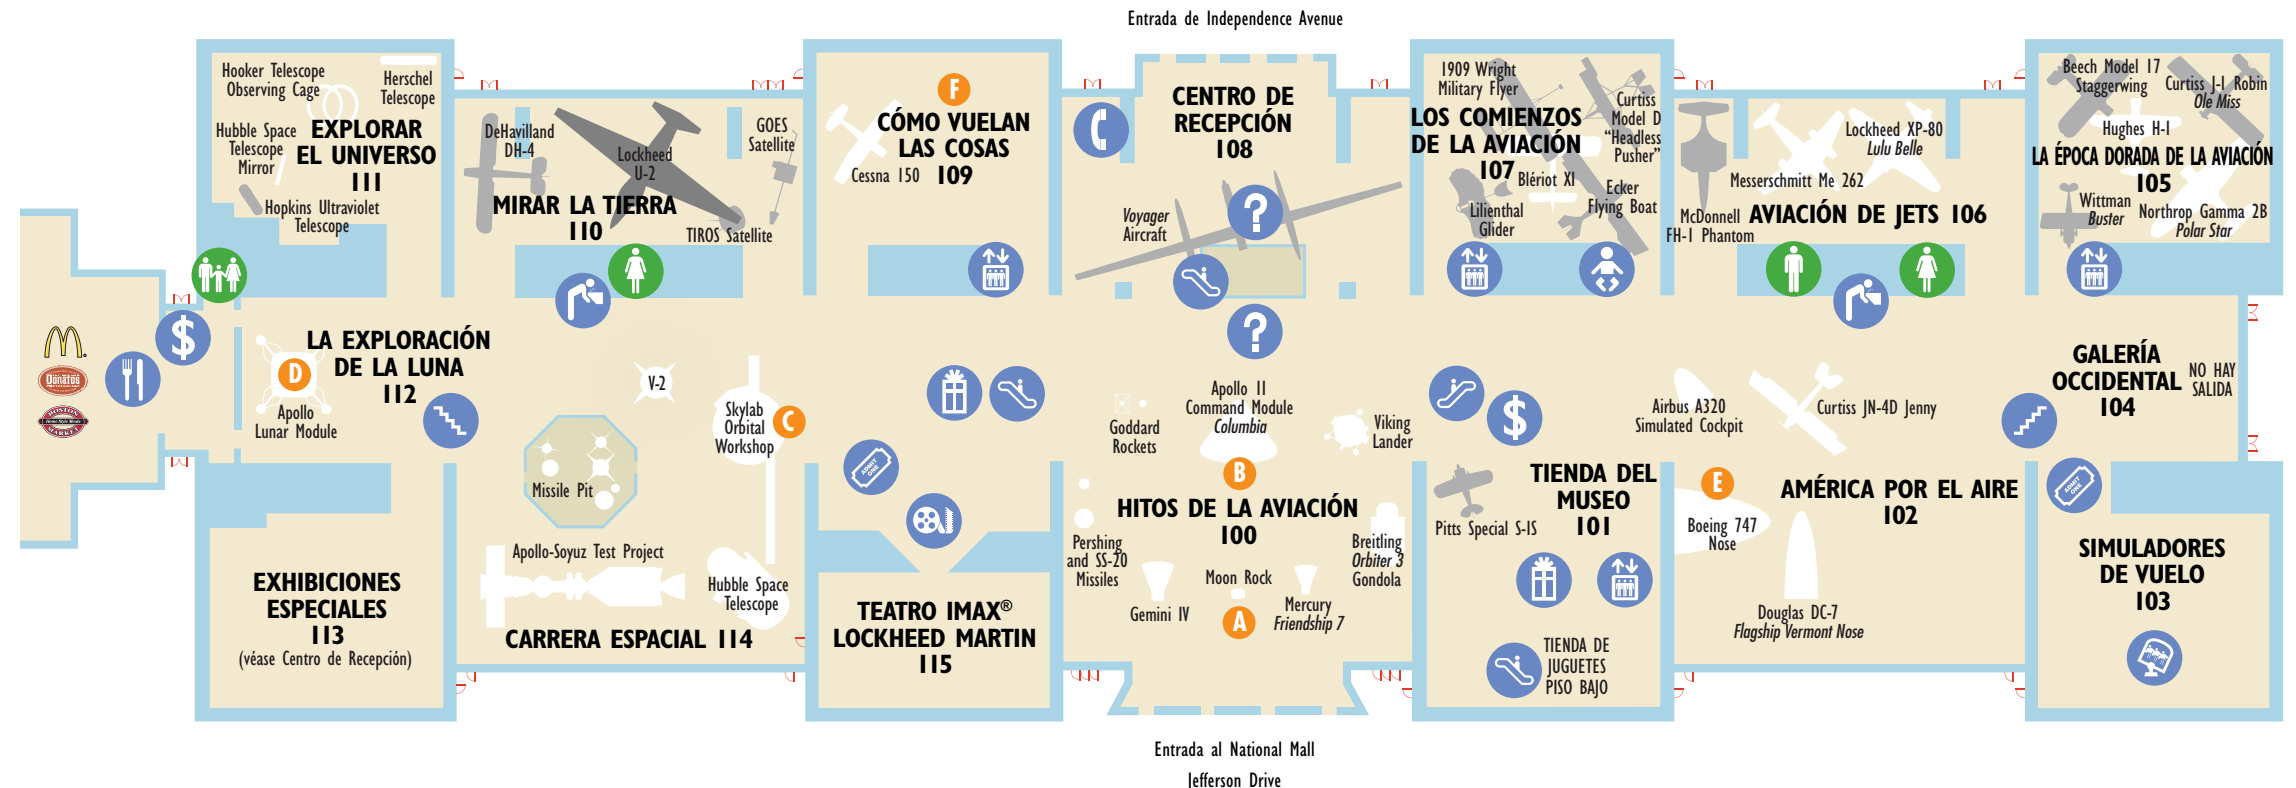 Entrada de Independence Avenue
Hooker Telescope
Observing Cage
Herschel
Telescope
Hubble Space
Telescope
Mirror
EXPLORAR
EL UNIVERSO
111
Hopkins Ultraviolet
Telescope
DeHavilland
DH-4
Lockheed
U-2
GOES
Satellite
MIRAR LA TIERRA
110
TIROS Satellite
F
CÓMO VUELAN
LAS COSAS
109
Cessna 150
CENTRO DE
RECEPCIÓN
108
Voyager
Aircraft
?
?
1909 Wright
Military Flyer
Curtiss
Model D
“Headless
Pusher”
LOS COMIENZOS
DE LA AVIACIÓN
107
Blériot XI
Lilienthal
Glider
Ecker
Flying Boat
Lockheed XP-80
Lulu Belle
Messerschmitt Me 262
McDonnell
FH-1 Phantom
AVIACIÓN DE JETS 106
Beech Model 17
Staggerwing
Curtiss J-1 Robin
Ole Miss
Hughes H-1
LA ÉPOCA DORADA DE LA AVIACIÓN
105
Wittman
Buster
Northrop Gamma 2B
Polar Star
Donatos
BOSTON
MARKET
$
LA EXPLORACIÓN
DE LA LUNA
112
D
Apollo
Lunar Module
V-2
Skylab
Orbital
Workshop
C
Missile Pit
Apollo-Soyuz Test Project
Hubble Space
Telescope
CARRERA ESPACIAL 114
EXHIBICIONES
ESPECIALES
113
(véase Centro de Recepción)
ADMIT
ONE
TEATRO IMAX®
LOCKHEED MARTIN
115
Goddard
Rockets
Apollo 11
Command Module
Columbia
Viking
Lander
B
HITOS DE LA AVIACIÓN
100
Pershing
and SS-20
Missiles
Gemini IV
Moon Rock
A
Mercury
Friendship 7
Breitling
Orbiter 3
Gondola
$
Pitts Special S-1S
TIENDA DEL
MUSEO
101
TIENDA DE
JUGUETES
PISO BAJO
Airbus A320
Simulated Cockpit
Curtiss JN-4D Jenny
E
Boeing 747
Nose
AMÉRICA POR EL AIRE
102
Douglas DC-7
Flagship Vermont Nose
GALERÍA
OCCIDENTAL
104
NO HAY
SALIDA
ADMIT
ONE
SIMULADORES
DE VUELO
103
Entrada al National Mall
Jefferson Drive